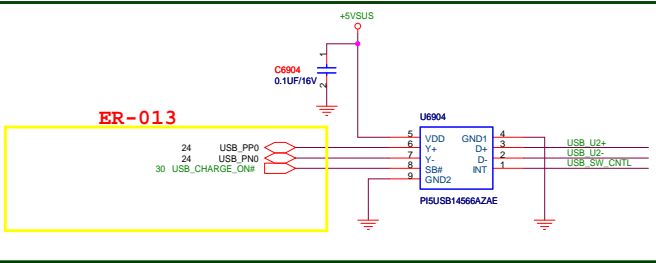 +5VSUS
1
C6904
0.1UF/16V
2
ER-013
U6904
5 VDD GND1 4
24 USB_PP0 6 Y+ D+ 3 USB_U2+
24 USB_PN0 7 Y- D- 2 USB_U2-
30 USB_CHARGE_ON# 8 SB# INT 1 USB_SW_CNTL
9 GND2
PI5USB14566AZAE